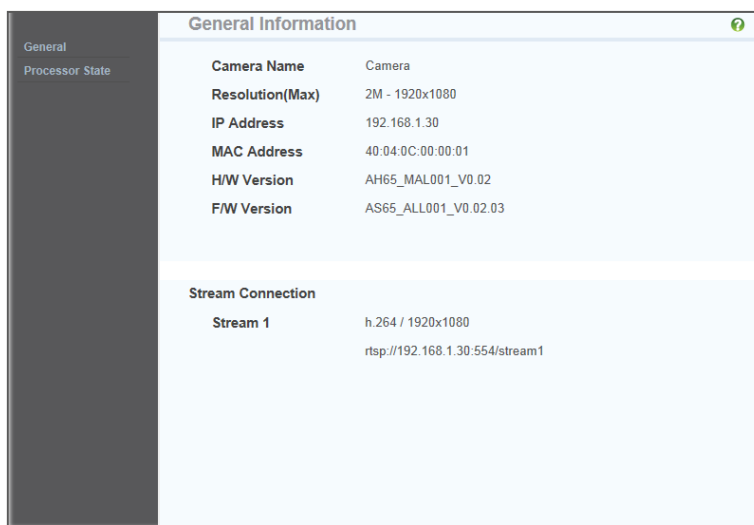 General Information
?
General
Processor State
Camera Name Camera
Resolution(Max) 2M - 1920x1080
IP Address 192.168.1.30
MAC Address 40:04:0C:00:00:01
H/W Version AH65_MAL001_V0.02
F/W Version AS65_ALL001_V0.02.03
Stream Connection
Stream 1 h.264 / 1920x1080
rtsp://192.168.1.30:554/stream1